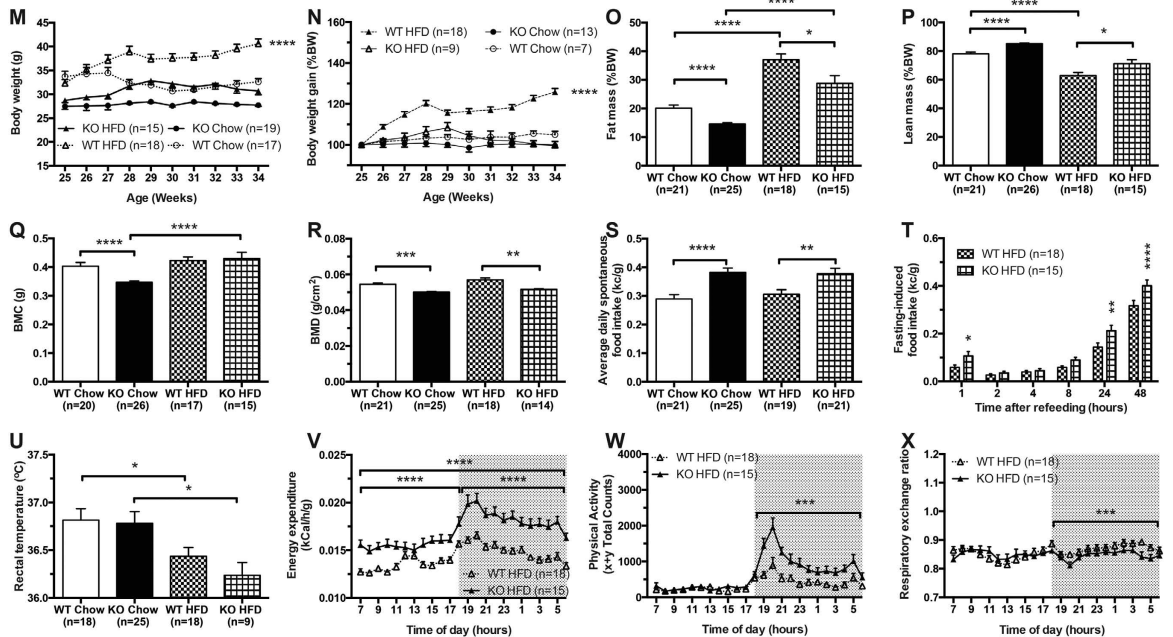 M
Body weight (g)
45
40
35
30
25
20
15
****
KO HFD (n=15)
KO Chow (n=19)
WT HFD (n=18)
WT Chow (n=17)
25 26 27 28 29 30 31 32 33 34
Age (Weeks)
N
Body weight gain (%BW)
140
120
100
WT HFD (n=18)
KO Chow (n=13)
KO HFD (n=9)
WT Chow (n=7)
****
25 26 27 28 29 30 31 32 33 34
Age (Weeks)
O
Fat mass (%BW)
60
50
40
30
20
10
0
****
****
*
****
WT Chow (n=21)
KO Chow (n=25)
WT HFD (n=18)
KO HFD (n=15)
P
Lean mass (%BW)
100
80
60
40
20
0
****
****
*
WT Chow (n=21)
KO Chow (n=26)
WT HFD (n=18)
KO HFD (n=15)
Q
BMC (g)
0.5
0.4
0.3
0.2
0.1
0.0
****
****
WT Chow (n=20)
KO Chow (n=26)
WT HFD (n=17)
KO HFD (n=15)
R
BMD (g/cm²)
0.08
0.06
0.04
0.02
0.00
***
**
WT Chow (n=21)
KO Chow (n=25)
WT HFD (n=18)
KO HFD (n=14)
S
Average daily spontaneous
food intake (kc/g)
0.5
0.4
0.3
0.2
0.1
0.0
****
**
WT Chow (n=21)
KO Chow (n=25)
WT HFD (n=19)
KO HFD (n=21)
T
Fasting-induced
food intake (kc/g)
0.6
0.4
0.2
0.0
WT HFD (n=18)
KO HFD (n=15)
*
**
****
1 2 4 8 24 48
Time after refeeding (hours)
U
Rectal temperature (ºC)
37.5
37.0
36.5
36.0
*
*
WT Chow (n=18)
KO Chow (n=25)
WT HFD (n=18)
KO HFD (n=9)
V
Energy expenditure
(kCal/h/g)
0.025
0.020
0.015
0.010
****
****
****
WT HFD (n=18)
KO HFD (n=15)
7 9 11 13 15 17 19 21 23 1 3 5
Time of day (hours)
W
Physical Activity
(x+y Total Counts)
4000
3000
2000
1000
0
WT HFD (n=18)
KO HFD (n=15)
***
7 9 11 13 15 17 19 21 23 1 3 5
Time of day (hours)
X
Respiratory exchange ratio
1.2
1.1
1.0
0.9
0.8
0.7
WT HFD (n=18)
KO HFD (n=15)
***
7 9 11 13 15 17 19 21 23 1 3 5
Time of day (hours)